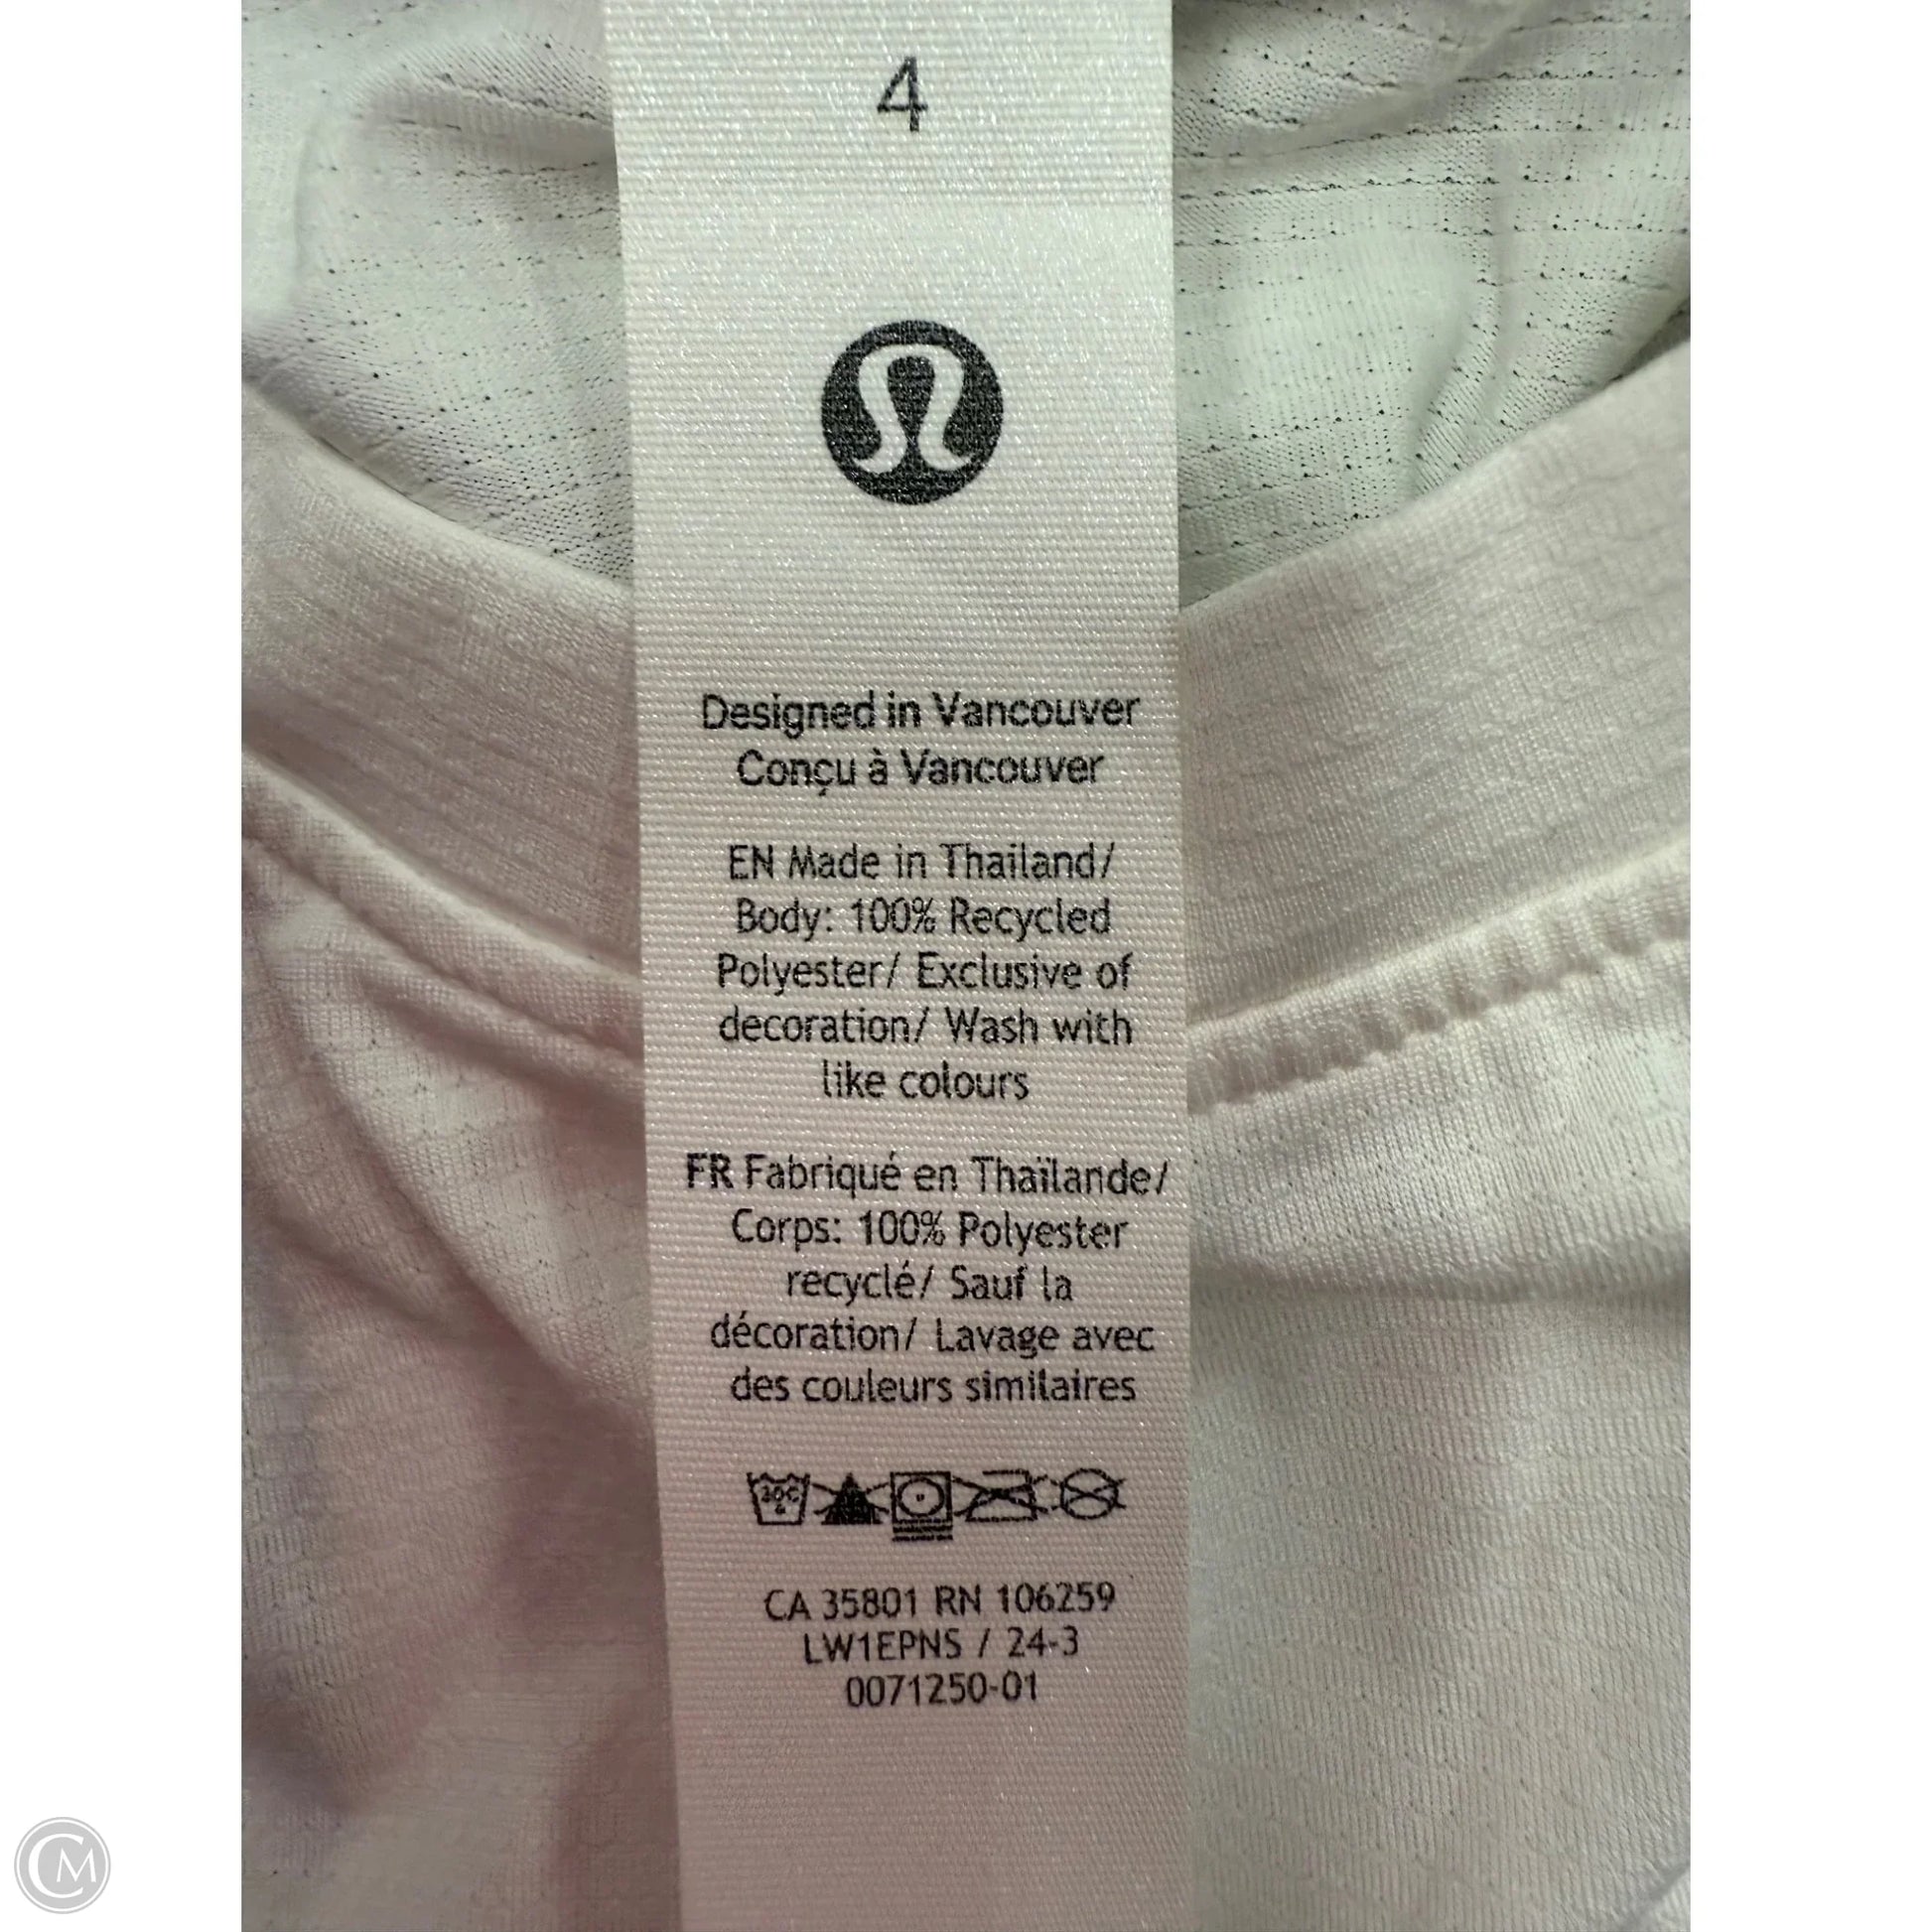 4
Designed in Vancouver
Conçu à Vancouver
EN Made in Thailand/
Body: 100% Recycled
Polyester/ Exclusive of
decoration/ Wash with
like colours
FR Fabriqué en Thaïlande/
Corps: 100% Polyester
recyclé/ Sauf la
décoration/ Lavage avec
des couleurs similaires
30C
CA 35801 RN 106259
LW1EPNS / 24-3
0071250-01
CM